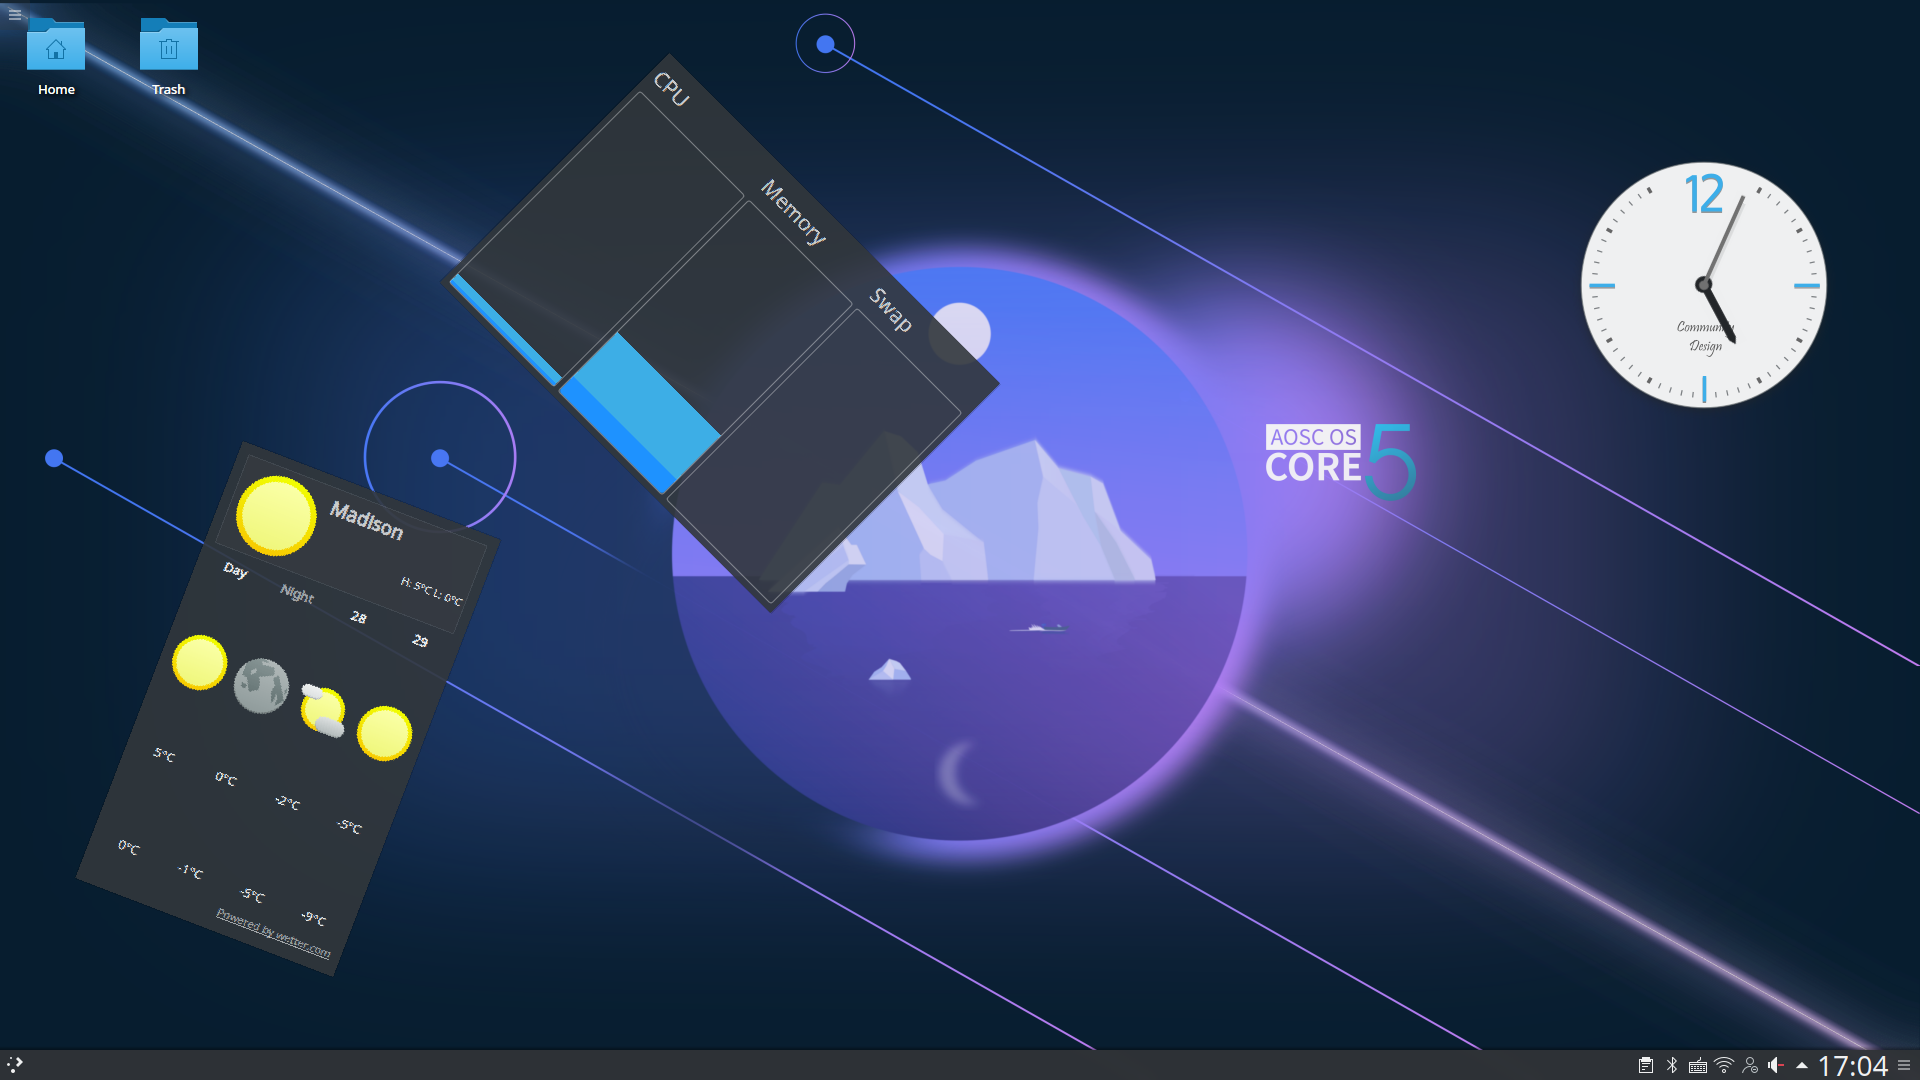 Home
Trash
CPU
Memory
Swap
12
Community
Design
AOSC OS
CORE 5
Madison
H: 5°C L: 0°C
Day Night 28 29
5°C 0°C -2°C -5°C
0°C -1°C -5°C -9°C
Powered by wetter.com
17:04